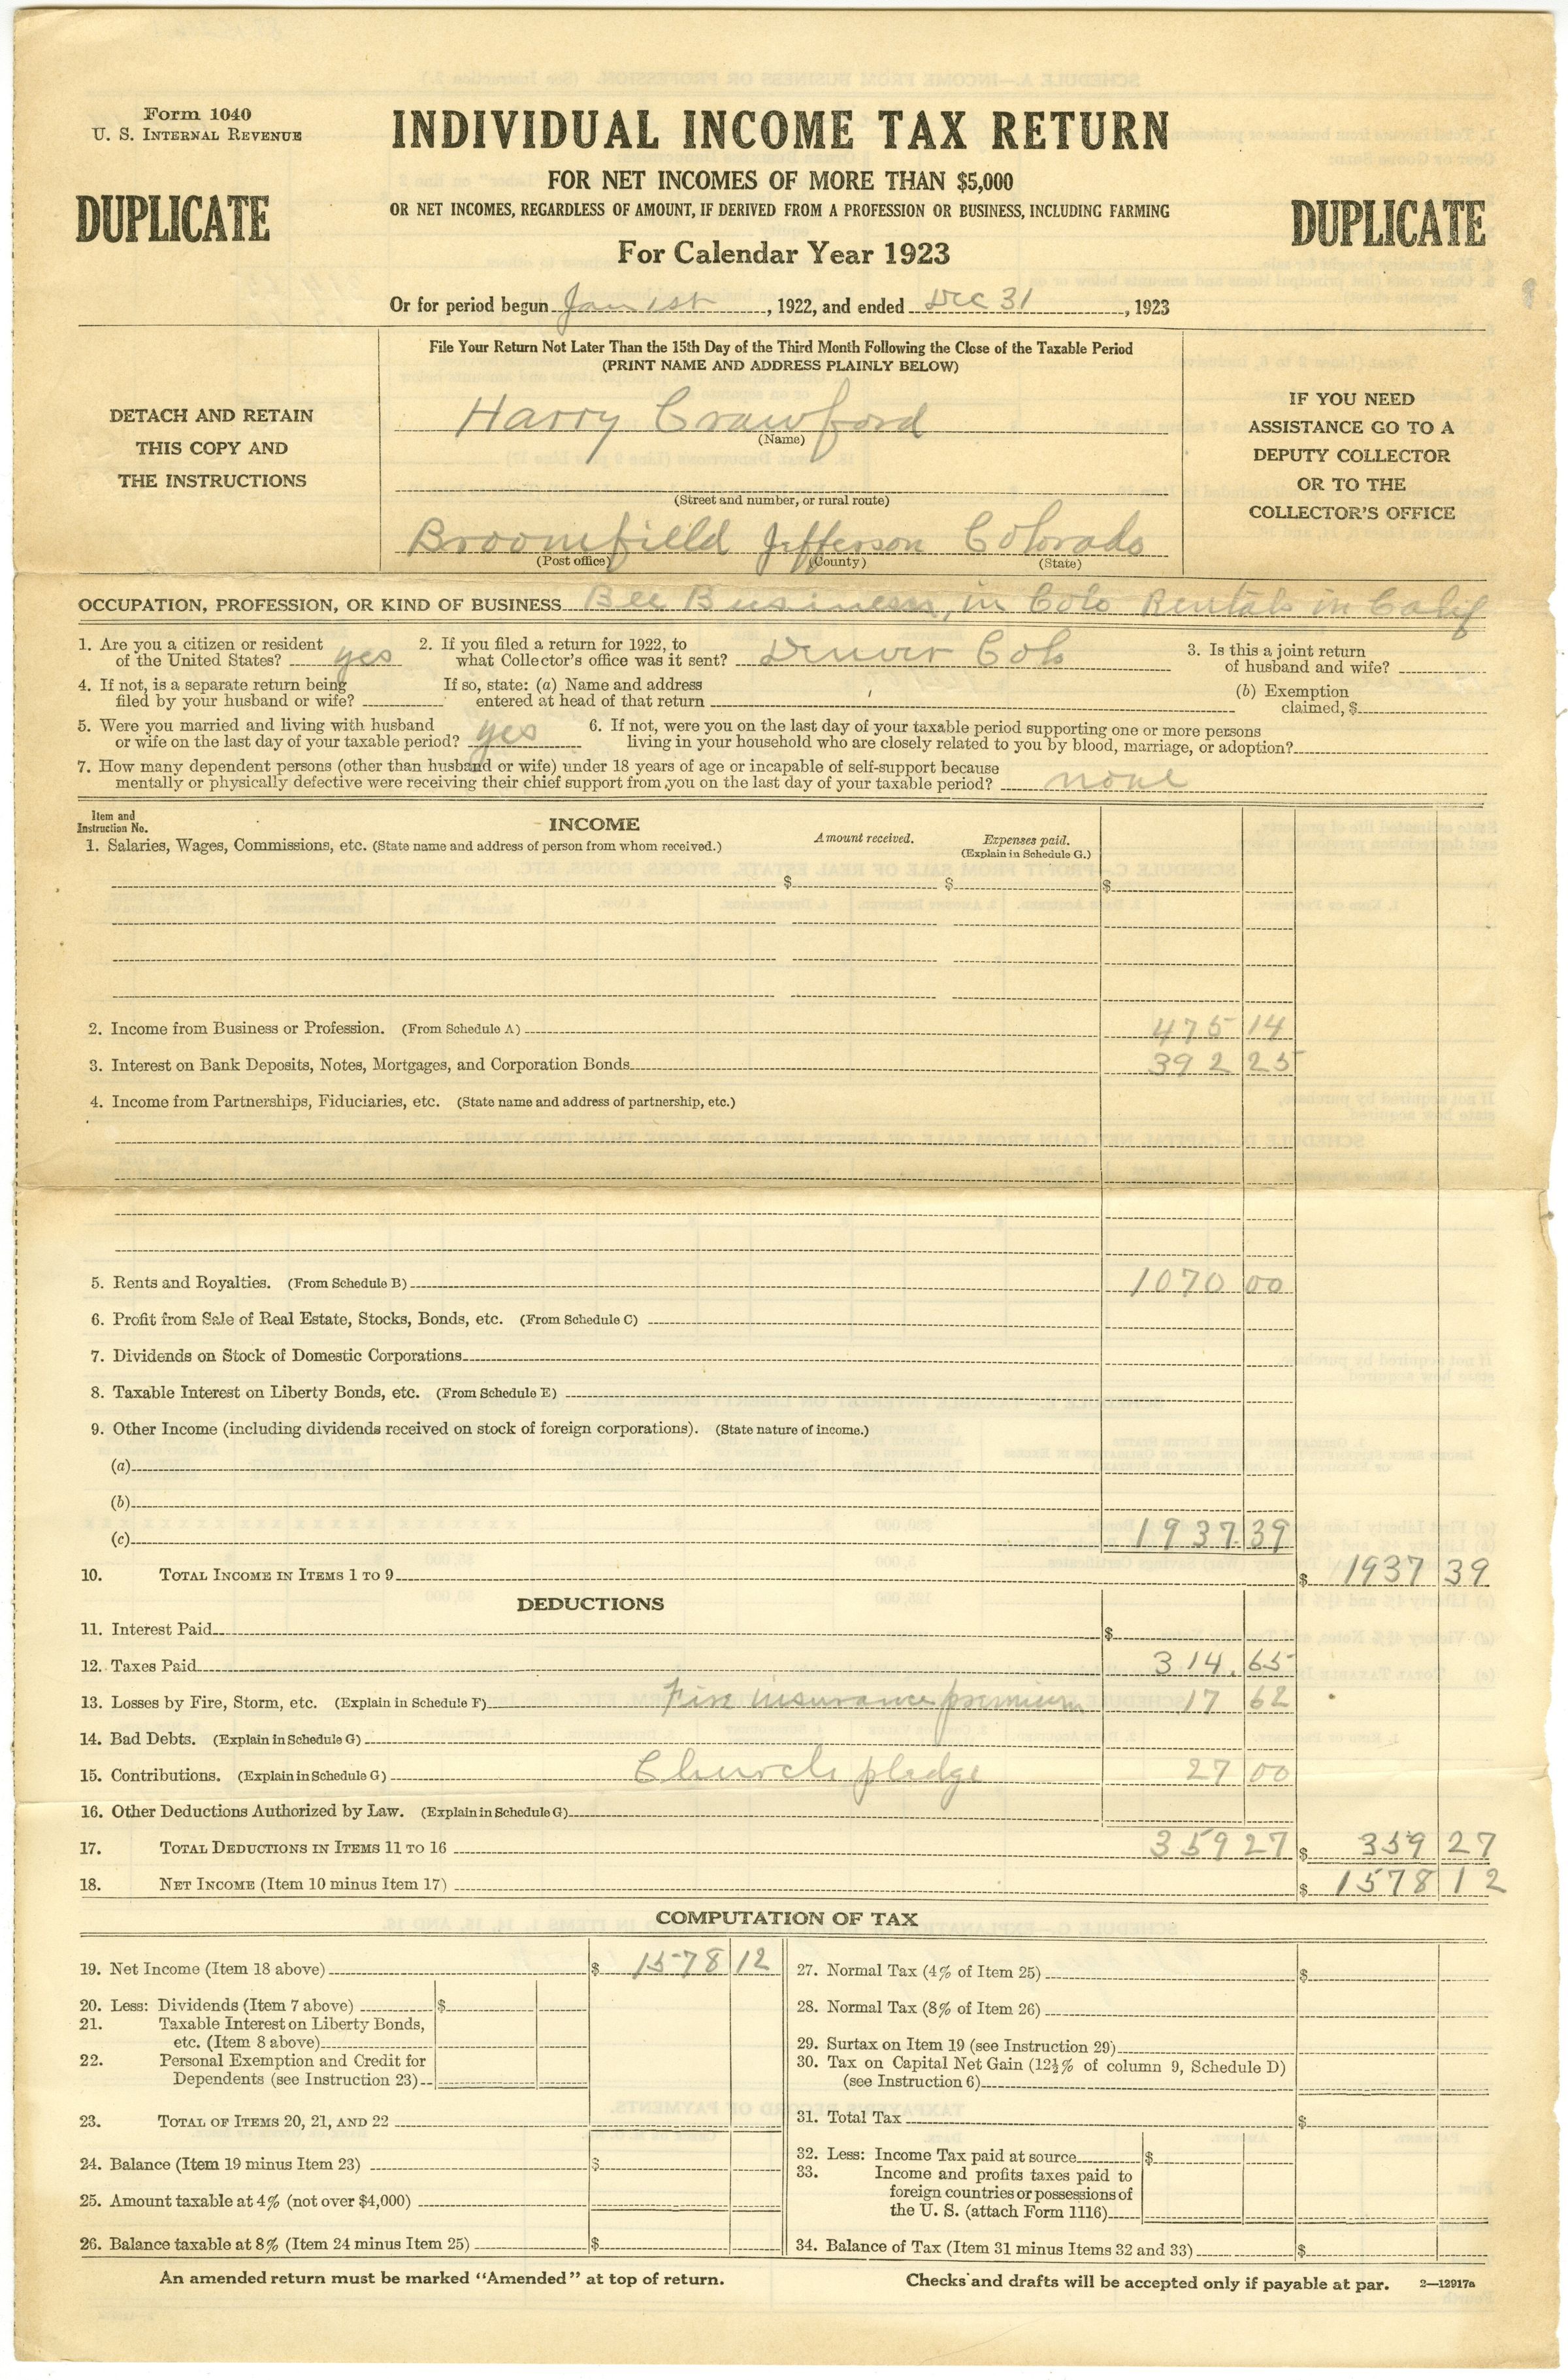 Form 1040
U. S. INTERNAL REVENUE
INDIVIDUAL INCOME TAX RETURN
FOR NET INCOMES OF MORE THAN $5,000
OR NET INCOMES, REGARDLESS OF AMOUNT, IF DERIVED FROM A PROFESSION OR BUSINESS, INCLUDING FARMING
DUPLICATE
DUPLICATE
For Calendar Year 1923
Or for period begun Jan 1st, 1922, and ended Dec 31, 1923
File Your Return Not Later Than the 15th Day of the Third Month Following the Close of the Taxable Period
(PRINT NAME AND ADDRESS PLAINLY BELOW)
DETACH AND RETAIN
THIS COPY AND
THE INSTRUCTIONS
Harry Crawford
(Name)
(Street and number, or rural route)
Broomfield Jefferson Colorado
(Post office) (County) (State)
IF YOU NEED
ASSISTANCE GO TO A
DEPUTY COLLECTOR
OR TO THE
COLLECTOR'S OFFICE
OCCUPATION, PROFESSION, OR KIND OF BUSINESS Bee Business, in Colo Rentals in Calif
1. Are you a citizen or resident
of the United States? yes
2. If you filed a return for 1922, to
what Collector's office was it sent? Denver Colo
3. Is this a joint return
of husband and wife?
4. If not, is a separate return being
filed by your husband or wife?
If so, state: (a) Name and address
entered at head of that return
(b) Exemption
claimed, $
5. Were you married and living with husband
or wife on the last day of your taxable period? yes
6. If not, were you on the last day of your taxable period supporting one or more persons
living in your household who are closely related to you by blood, marriage, or adoption?
7. How many dependent persons (other than husband or wife) under 18 years of age or incapable of self-support because
mentally or physically defective were receiving their chief support from you on the last day of your taxable period? none
Item and
Instruction No.
INCOME
1. Salaries, Wages, Commissions, etc. (State name and address of person from whom received.) Amount received. Expenses paid.
(Explain in Schedule G.)
$ $ $
2. Income from Business or Profession. (From Schedule A) 475 14
3. Interest on Bank Deposits, Notes, Mortgages, and Corporation Bonds 392 25
4. Income from Partnerships, Fiduciaries, etc. (State name and address of partnership, etc.)
5. Rents and Royalties. (From Schedule B) 1070 00
6. Profit from Sale of Real Estate, Stocks, Bonds, etc. (From Schedule C)
7. Dividends on Stock of Domestic Corporations
8. Taxable Interest on Liberty Bonds, etc. (From Schedule E)
9. Other Income (including dividends received on stock of foreign corporations). (State nature of income.)
(a)
(b)
(c) 1937.39
10. TOTAL INCOME IN ITEMS 1 TO 9 $ 1937 39
DEDUCTIONS
11. Interest Paid $
12. Taxes Paid 314.65
13. Losses by Fire, Storm, etc. (Explain in Schedule F) Fire insurance premium 17 62
14. Bad Debts. (Explain in Schedule G)
15. Contributions. (Explain in Schedule G) Church pledge 27 00
16. Other Deductions Authorized by Law. (Explain in Schedule G)
17. TOTAL DEDUCTIONS IN ITEMS 11 TO 16 359 27 $ 359 27
18. NET INCOME (Item 10 minus Item 17) $ 1578 12
COMPUTATION OF TAX
19. Net Income (Item 18 above) $ 1578 12
20. Less: Dividends (Item 7 above) $
21. Taxable Interest on Liberty Bonds,
etc. (Item 8 above)
22. Personal Exemption and Credit for
Dependents (see Instruction 23)
23. TOTAL OF ITEMS 20, 21, AND 22
24. Balance (Item 19 minus Item 23) $
25. Amount taxable at 4% (not over $4,000)
26. Balance taxable at 8% (Item 24 minus Item 25) $
27. Normal Tax (4% of Item 25) $
28. Normal Tax (8% of Item 26)
29. Surtax on Item 19 (see Instruction 29)
30. Tax on Capital Net Gain (12½% of column 9, Schedule D)
(see Instruction 6)
31. Total Tax $
32. Less: Income Tax paid at source $
33. Income and profits taxes paid to
foreign countries or possessions of
the U. S. (attach Form 1116)
34. Balance of Tax (Item 31 minus Items 32 and 33) $
An amended return must be marked "Amended" at top of return.
Checks and drafts will be accepted only if payable at par. 2—12917a